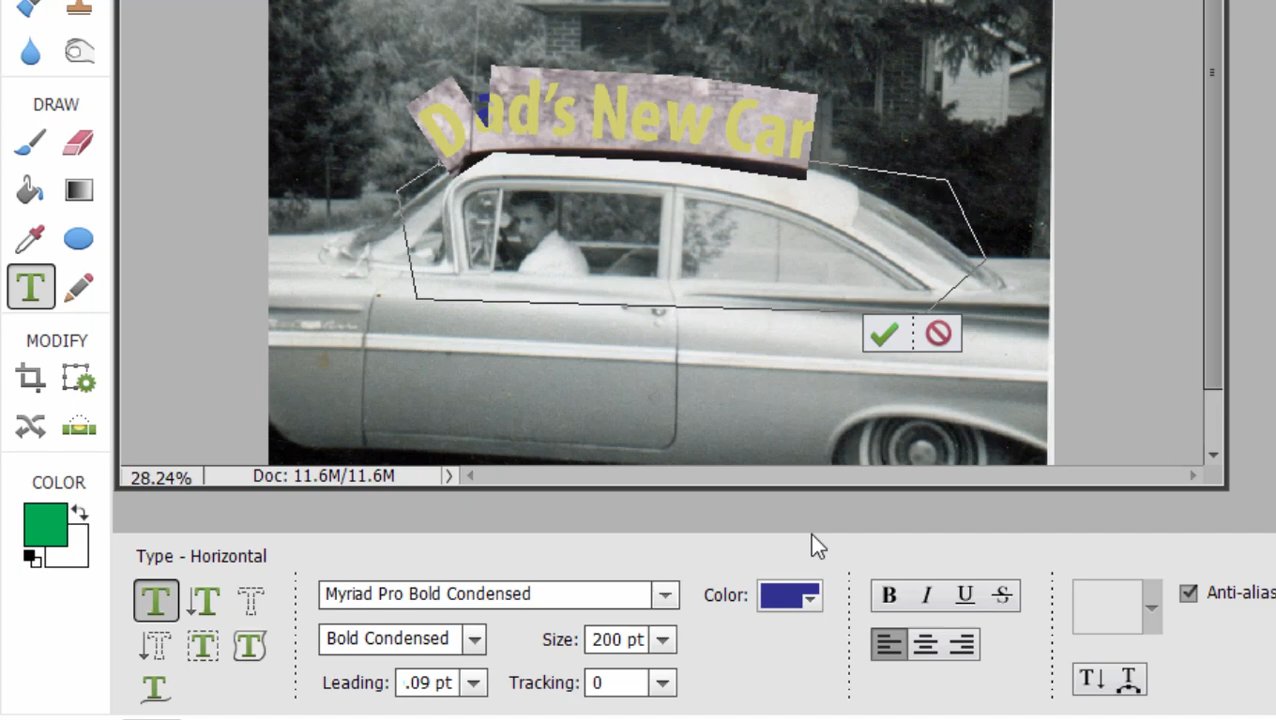 DRAW
Dad's New Car
MODIFY
COLOR
28.24%
Doc: 11.6M/11.6M
Type - Horizontal
Myriad Pro Bold Condensed
Color:
B I U S
Anti-alias
Bold Condensed
Size: 200 pt
Leading: .09 pt
Tracking: 0